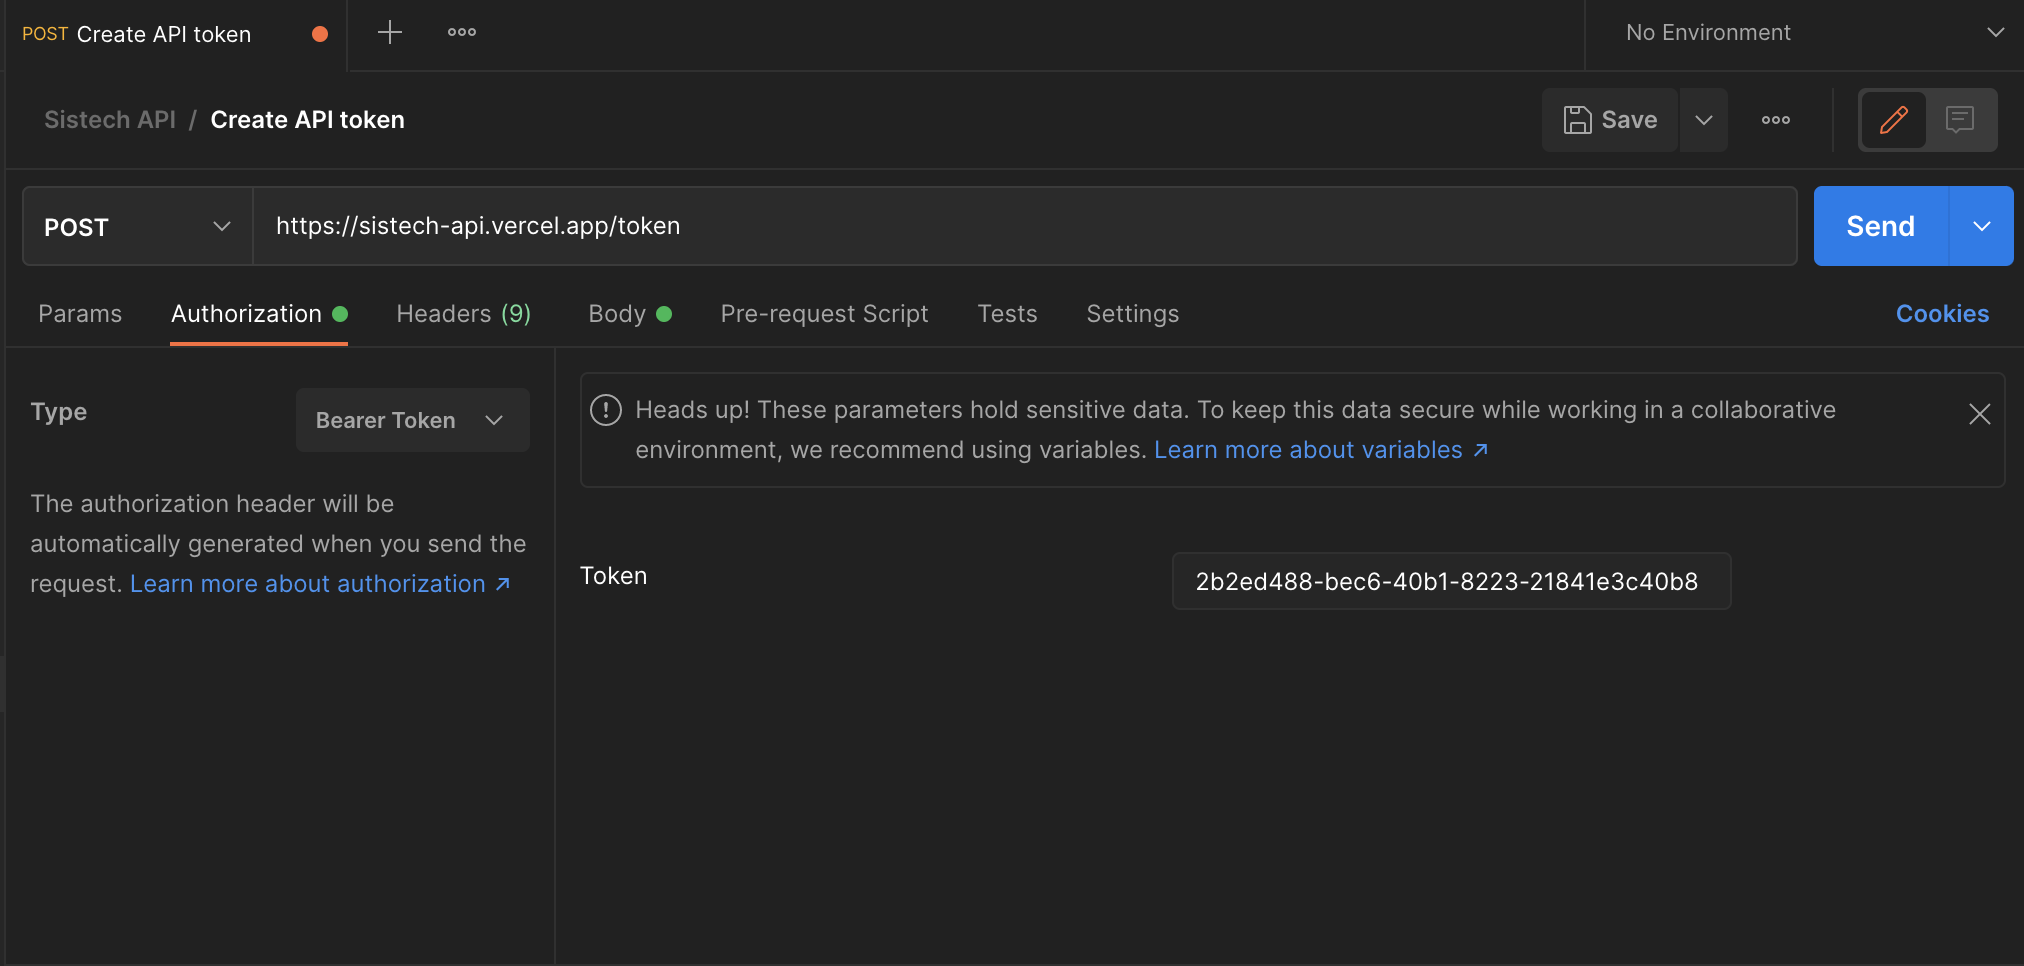 POST Create API token
No Environment
Sistech API / Create API token
Save
POST
https://sistech-api.vercel.app/token
Send
Params
Authorization
Headers (9)
Body
Pre-request Script
Tests
Settings
Cookies
Type
Bearer Token
The authorization header will be
automatically generated when you send the
request. Learn more about authorization ↗
Heads up! These parameters hold sensitive data. To keep this data secure while working in a collaborative
environment, we recommend using variables. Learn more about variables ↗
Token
2b2ed488-bec6-40b1-8223-21841e3c40b8